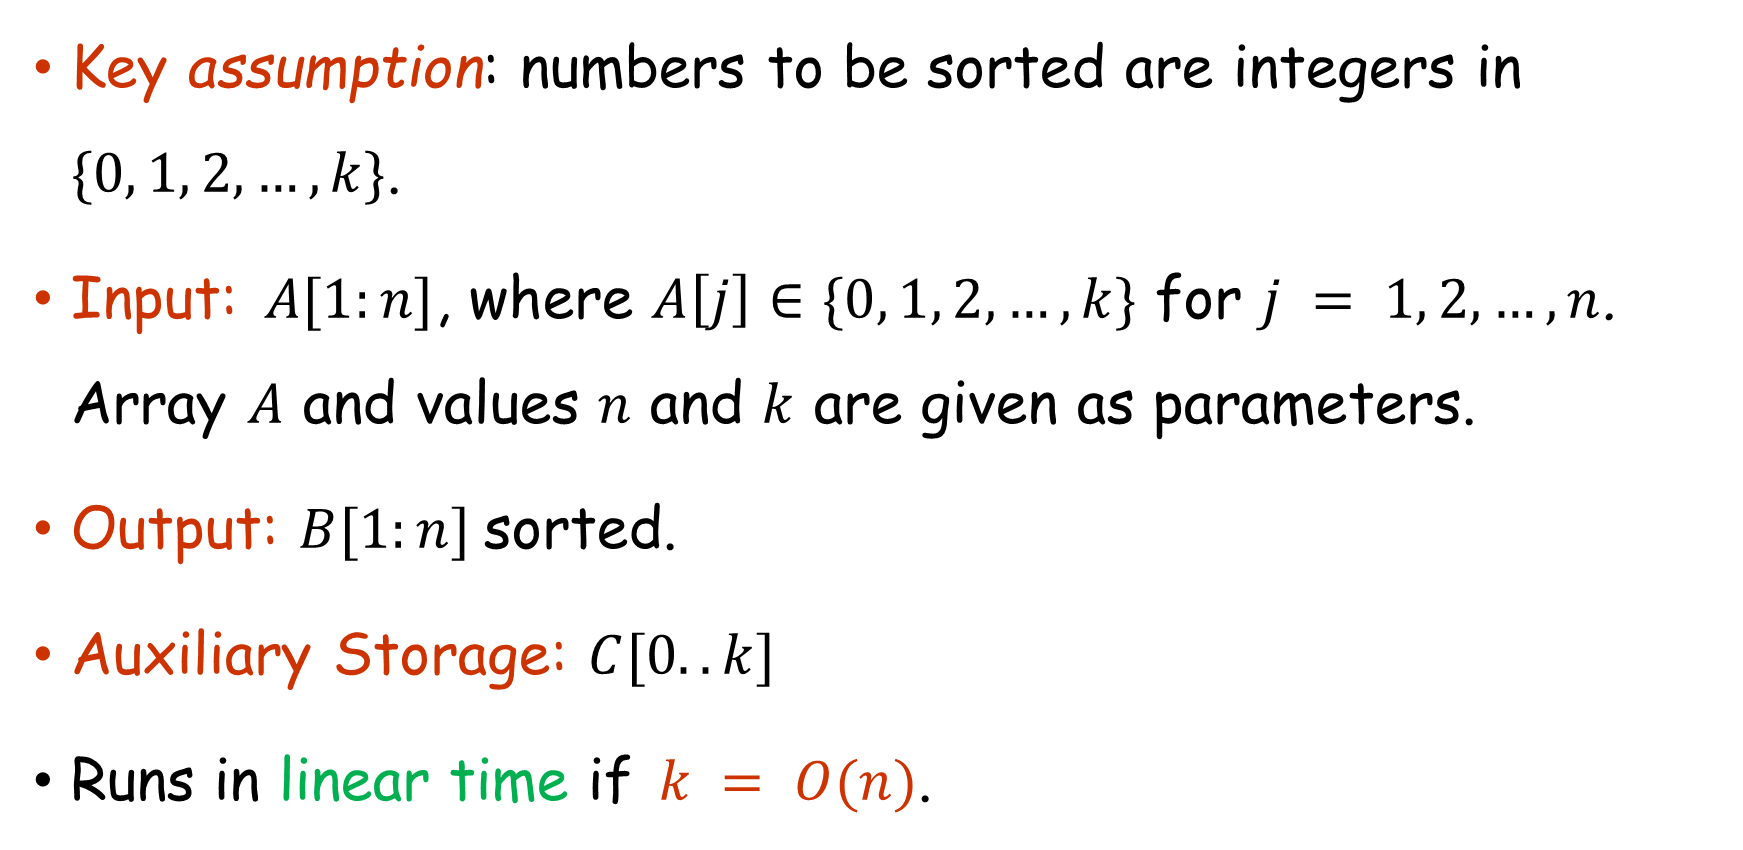 • Key assumption: numbers to be sorted are integers in
{0, 1, 2, … , k}.
• Input: A[1: n], where A[j] ∈ {0, 1, 2, … , k} for j = 1, 2, … , n.
Array A and values n and k are given as parameters.
• Output: B[1: n] sorted.
• Auxiliary Storage: C[0. . k]
• Runs in linear time if k = O(n).